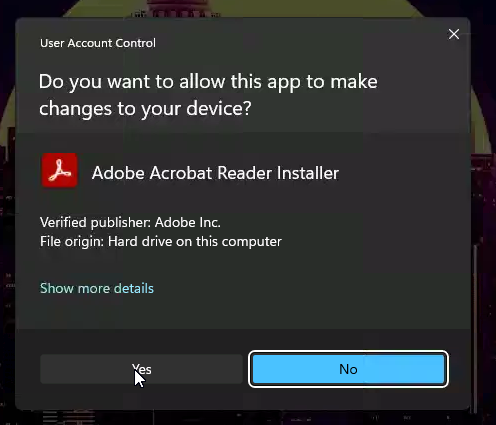 User Account Control
Do you want to allow this app to make
changes to your device?
Adobe Acrobat Reader Installer
Verified publisher: Adobe Inc.
File origin: Hard drive on this computer
Show more details
Yes
No